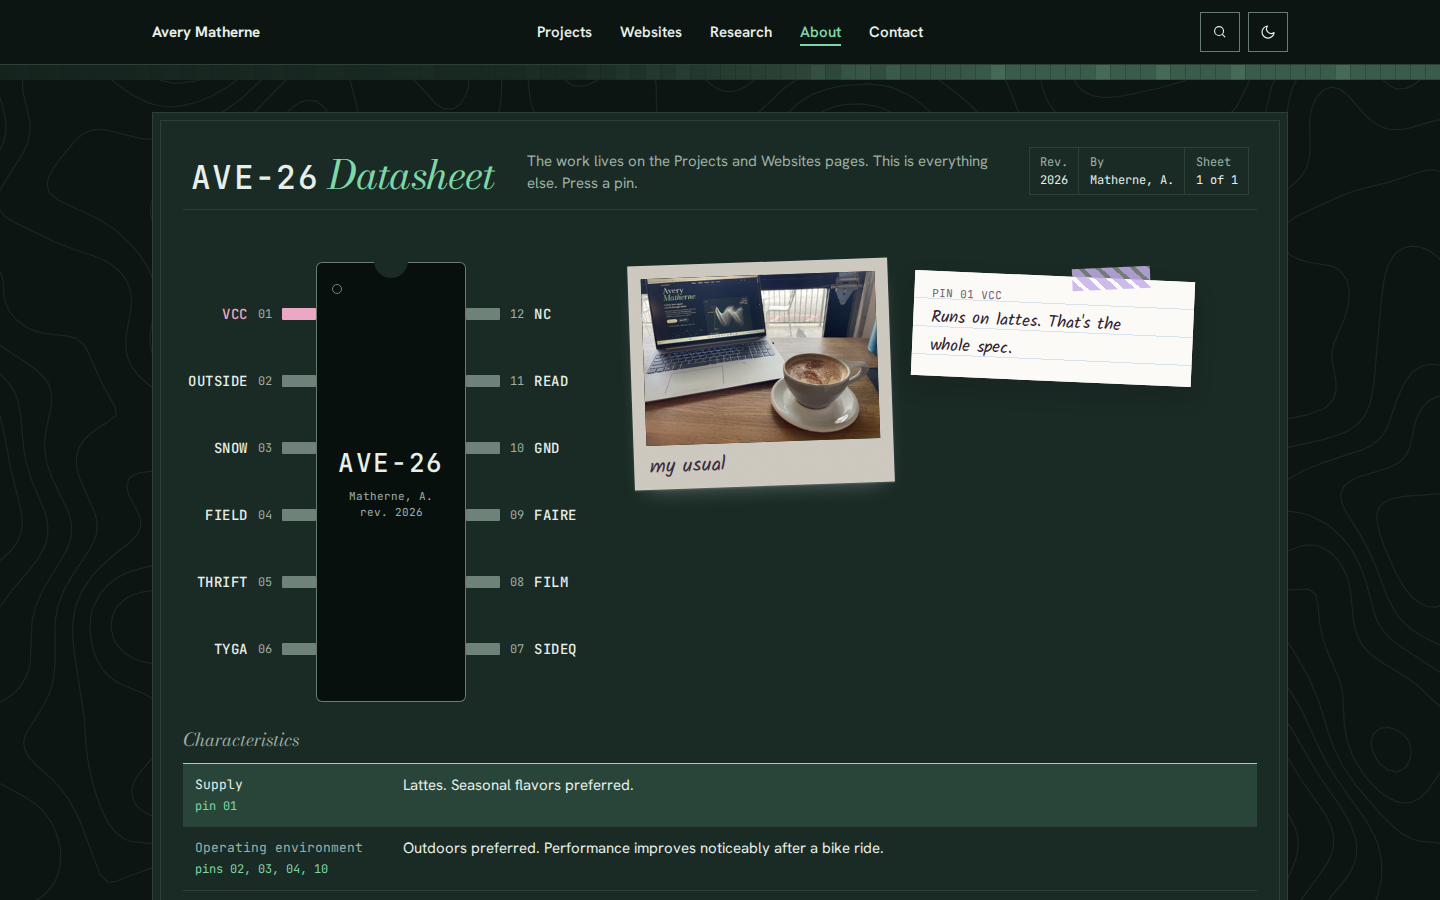 Avery Matherne
Projects Websites Research About Contact
AVE-26 Datasheet
The work lives on the Projects and Websites pages. This is everything
else. Press a pin.
Rev.
2026
By
Matherne, A.
Sheet
1 of 1
VCC 01
OUTSIDE 02
SNOW 03
FIELD 04
THRIFT 05
TYGA 06
AVE-26
Matherne, A.
rev. 2026
12 NC
11 READ
10 GND
09 FAIRE
08 FILM
07 SIDEQ
Avery
Matherne
my usual
PIN 01 VCC
Runs on lattes. That's the
whole spec.
Characteristics
Supply
pin 01
Lattes. Seasonal flavors preferred.
Operating environment
pins 02, 03, 04, 10
Outdoors preferred. Performance improves noticeably after a bike ride.